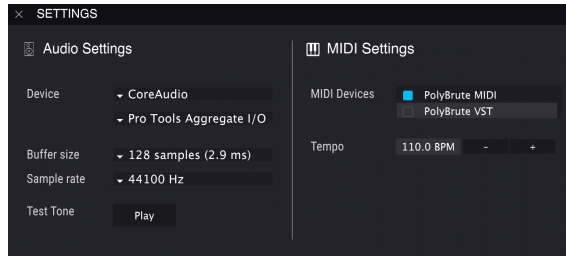 × SETTINGS
Audio Settings
Device CoreAudio
Pro Tools Aggregate I/O
Buffer size 128 samples (2.9 ms)
Sample rate 44100 Hz
Test Tone Play
MIDI Settings
MIDI Devices PolyBrute MIDI
PolyBrute VST
Tempo 110.0 BPM - +